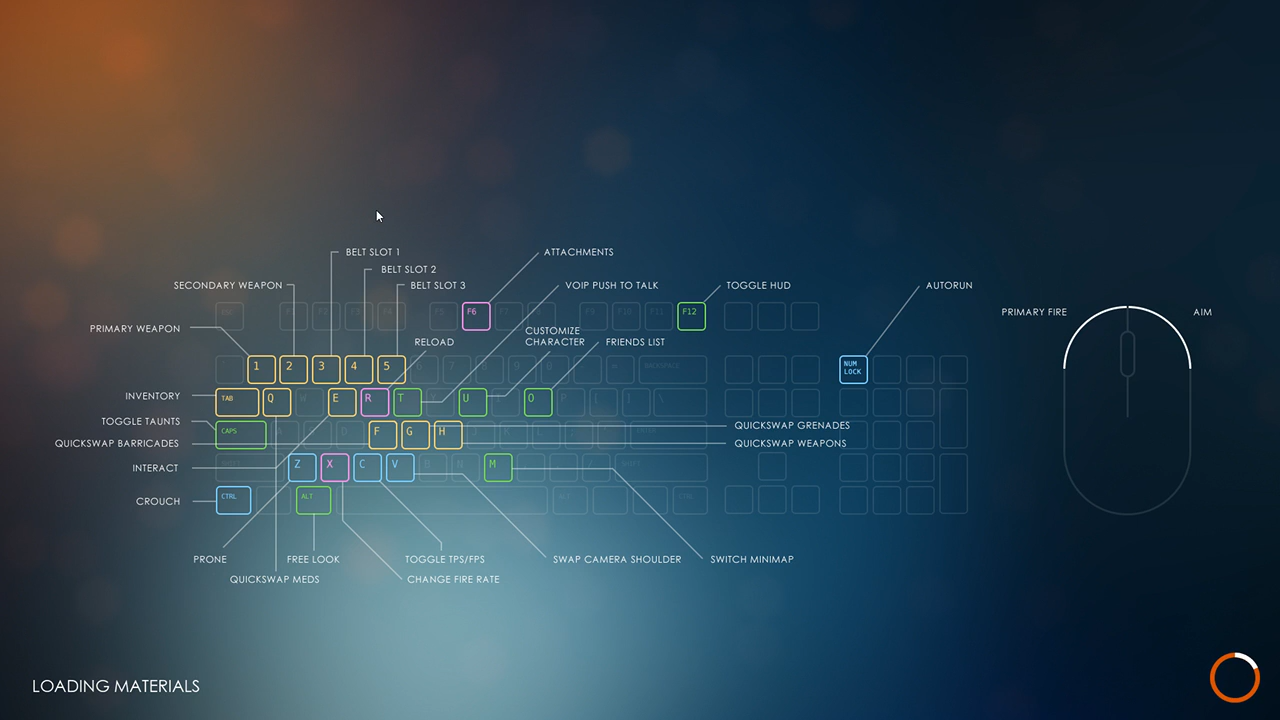 BELT SLOT 1
ATTACHMENTS
BELT SLOT 2
SECONDARY WEAPON
BELT SLOT 3
VOIP PUSH TO TALK
TOGGLE HUD
AUTORUN
F6
F12
PRIMARY FIRE
AIM
PRIMARY WEAPON
CUSTOMIZE
CHARACTER
RELOAD
FRIENDS LIST
1 2 3 4 5
BACKSPACE
NUM
LOCK
INVENTORY
TAB Q W E R T U O P
TOGGLE TAUNTS
CAPS
QUICKSWAP GRENADES
F G H
QUICKSWAP BARRICADES
QUICKSWAP WEAPONS
INTERACT
Z X C V B N M
CROUCH
CTRL ALT
PRONE
FREE LOOK
TOGGLE TPS/FPS
SWAP CAMERA SHOULDER
SWITCH MINIMAP
QUICKSWAP MEDS
CHANGE FIRE RATE
LOADING MATERIALS